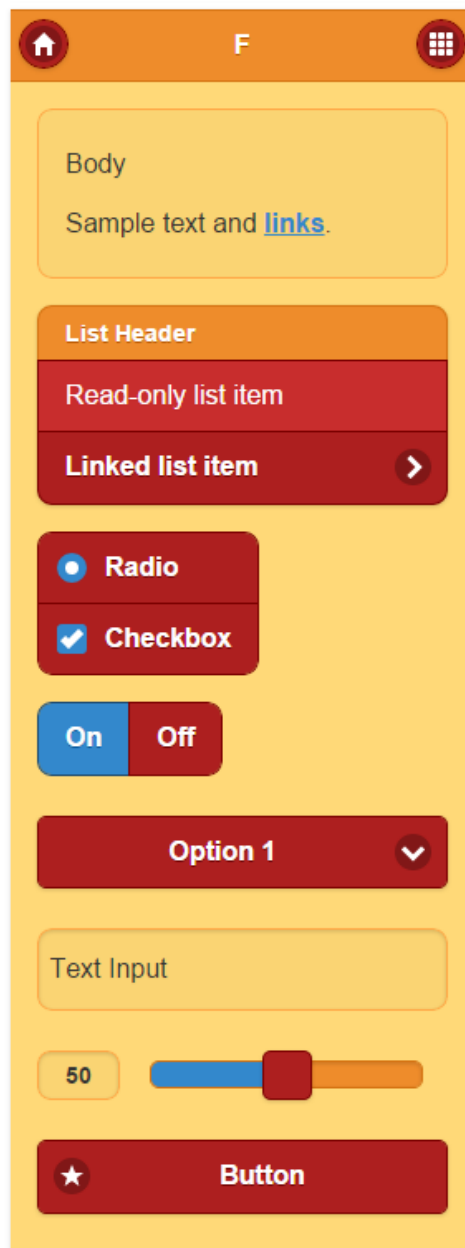 F
Body
Sample text and links.
List Header
Read-only list item
Linked list item
Radio
Checkbox
On Off
Option 1
Text Input
50
Button